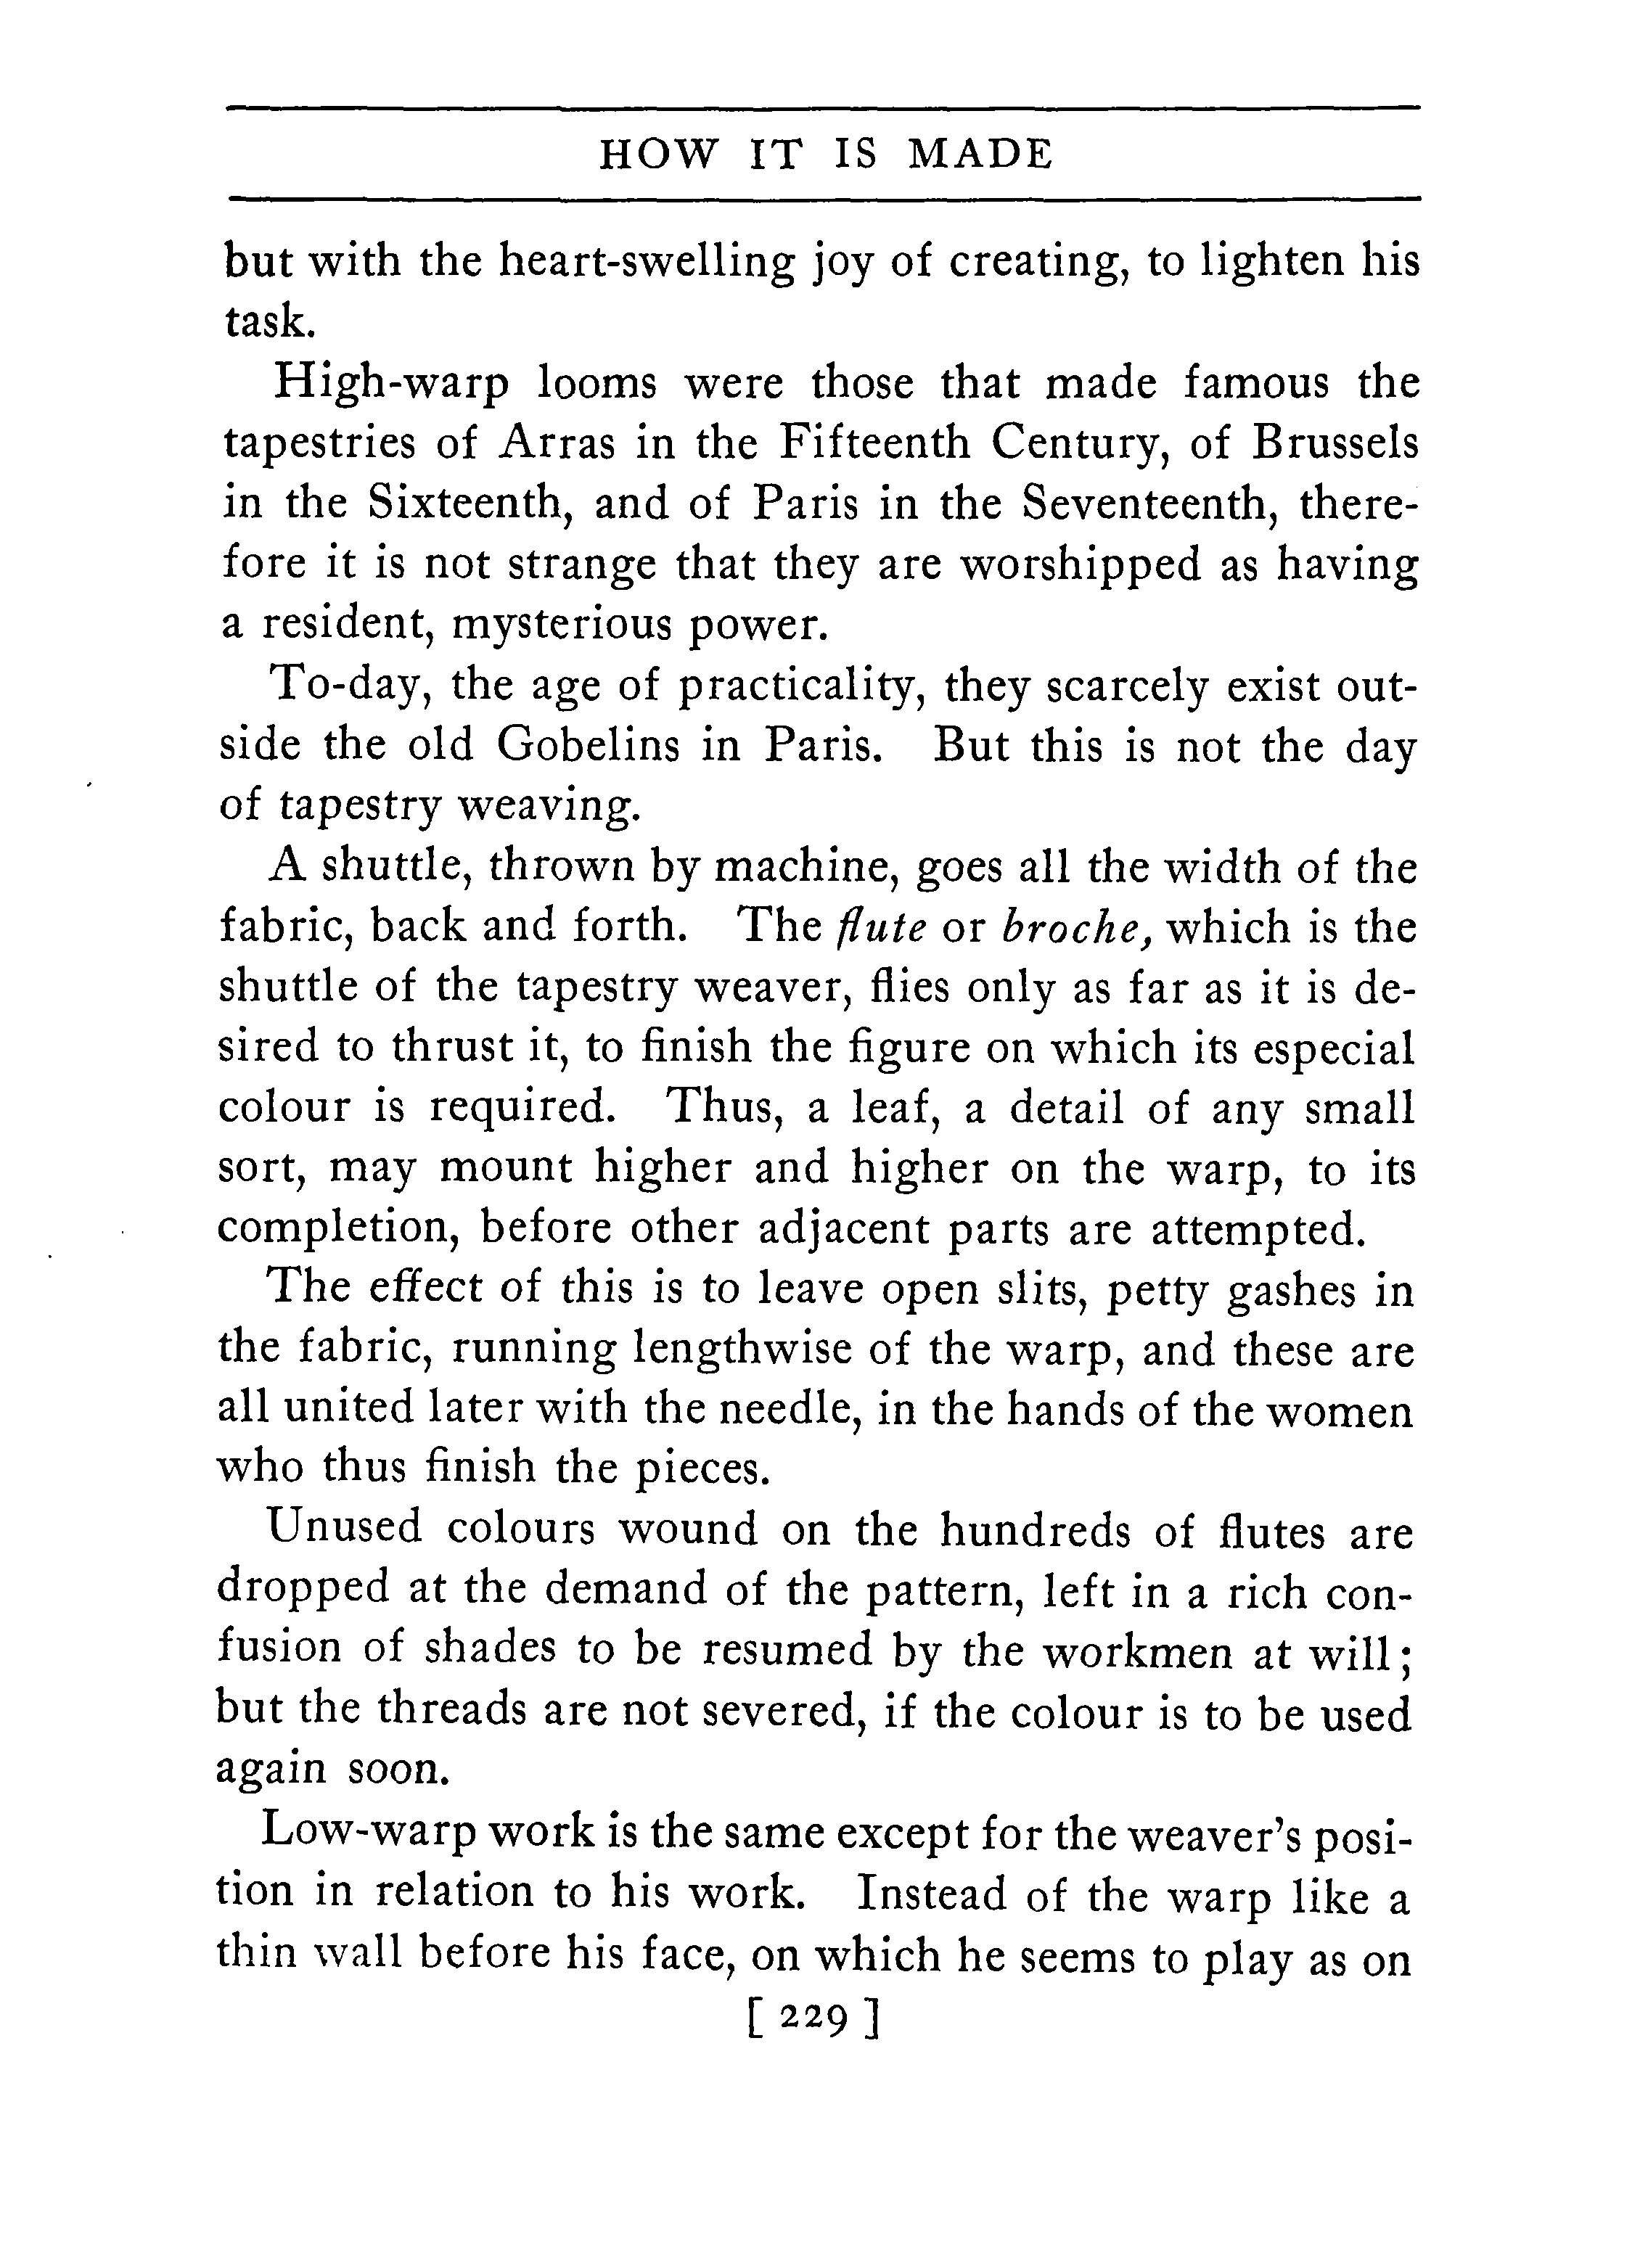 HOW IT IS MADE
but with the heart-swelling joy of creating, to lighten his
task.
High-warp looms were those that made famous the
tapestries of Arras in the Fifteenth Century, of Brussels
in the Sixteenth, and of Paris in the Seventeenth, there-
fore it is not strange that they are worshipped as having
a resident, mysterious power.
To-day, the age of practicality, they scarcely exist out-
side the old Gobelins in Paris. But this is not the day
of tapestry weaving.
A shuttle, thrown by machine, goes all the width of the
fabric, back and forth. The flute or broche, which is the
shuttle of the tapestry weaver, flies only as far as it is de-
sired to thrust it, to finish the figure on which its especial
colour is required. Thus, a leaf, a detail of any small
sort, may mount higher and higher on the warp, to its
completion, before other adjacent parts are attempted.
The effect of this is to leave open slits, petty gashes in
the fabric, running lengthwise of the warp, and these are
all united later with the needle, in the hands of the women
who thus finish the pieces.
Unused colours wound on the hundreds of flutes are
dropped at the demand of the pattern, left in a rich con-
fusion of shades to be resumed by the workmen at will;
but the threads are not severed, if the colour is to be used
again soon.
Low-warp work is the same except for the weaver's posi-
tion in relation to his work. Instead of the warp like a
thin wall before his face, on which he seems to play as on
[ 229 ]